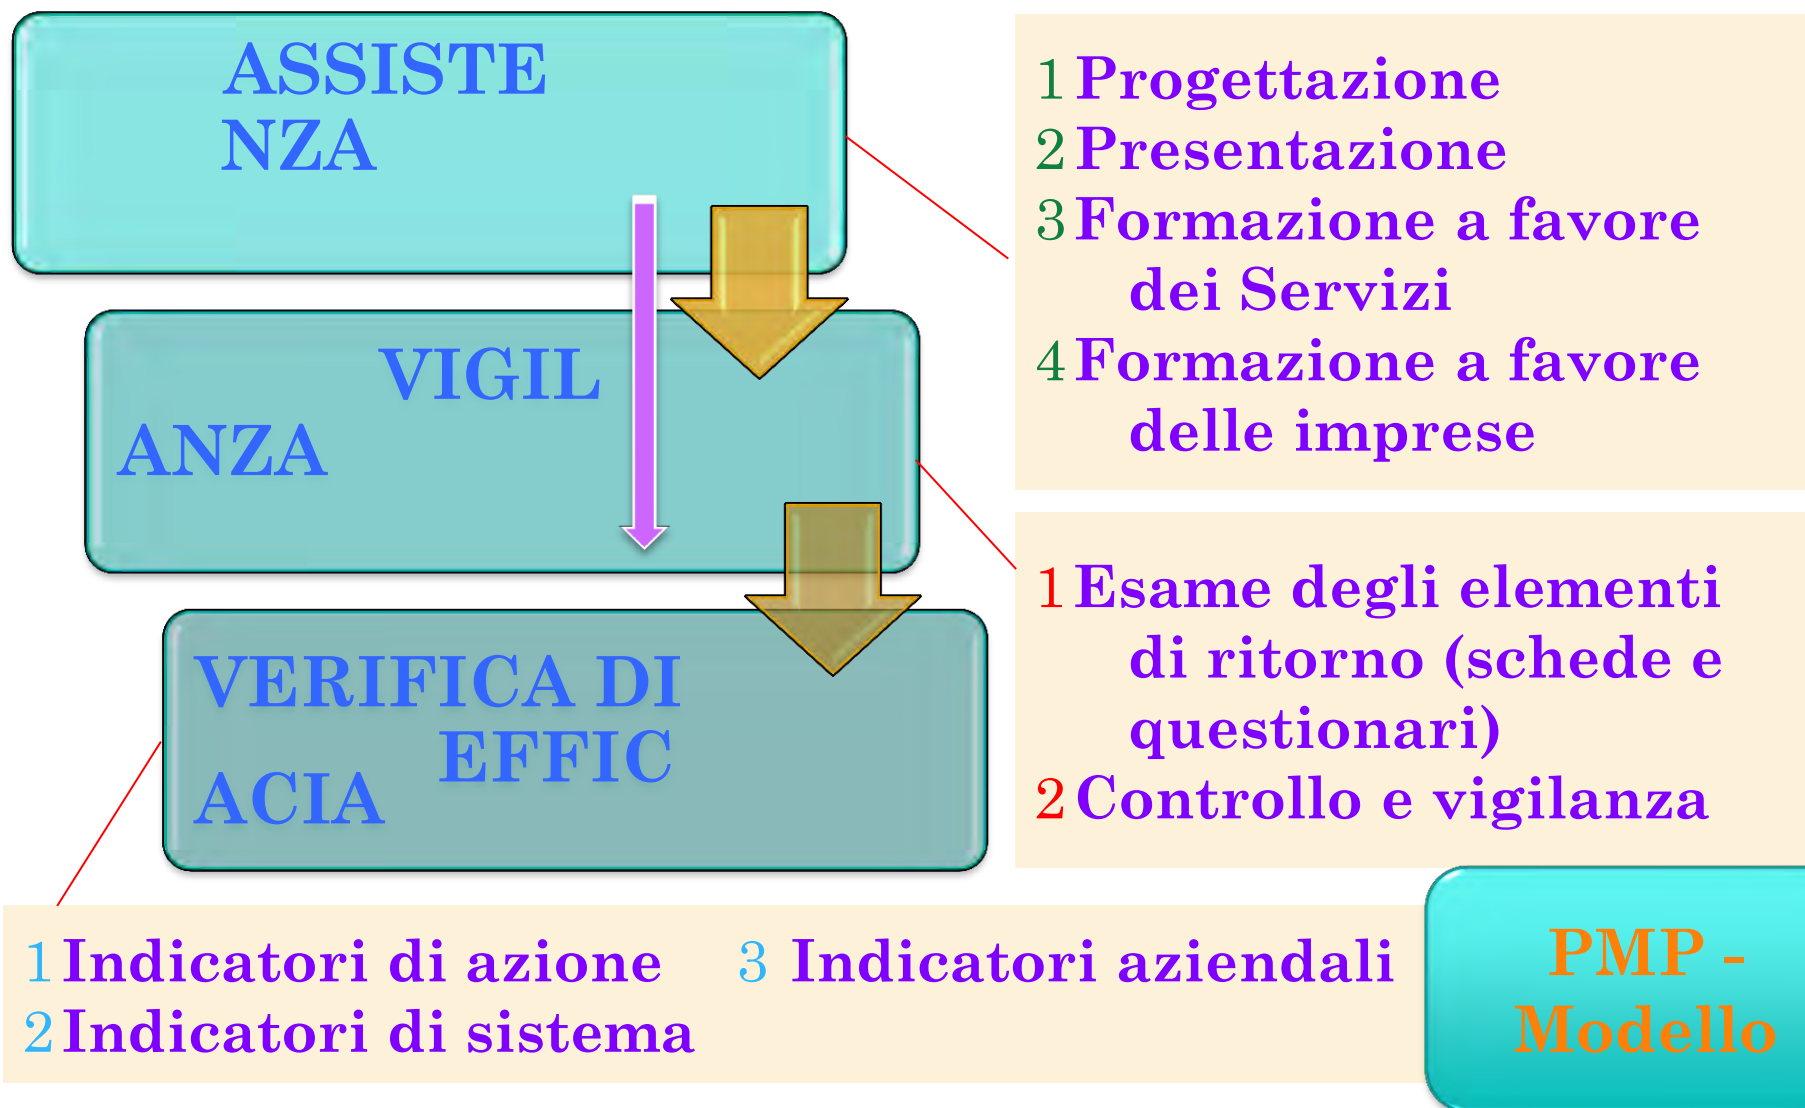 ASSISTE
NZA
1 Progettazione
2 Presentazione
3 Formazione a favore
dei Servizi
4 Formazione a favore
delle imprese
VIGIL
ANZA
1 Esame degli elementi
di ritorno (schede e
questionari)
2 Controllo e vigilanza
VERIFICA DI
EFFIC
ACIA
1 Indicatori di azione
2 Indicatori di sistema
3 Indicatori aziendali
PMP -
Modello